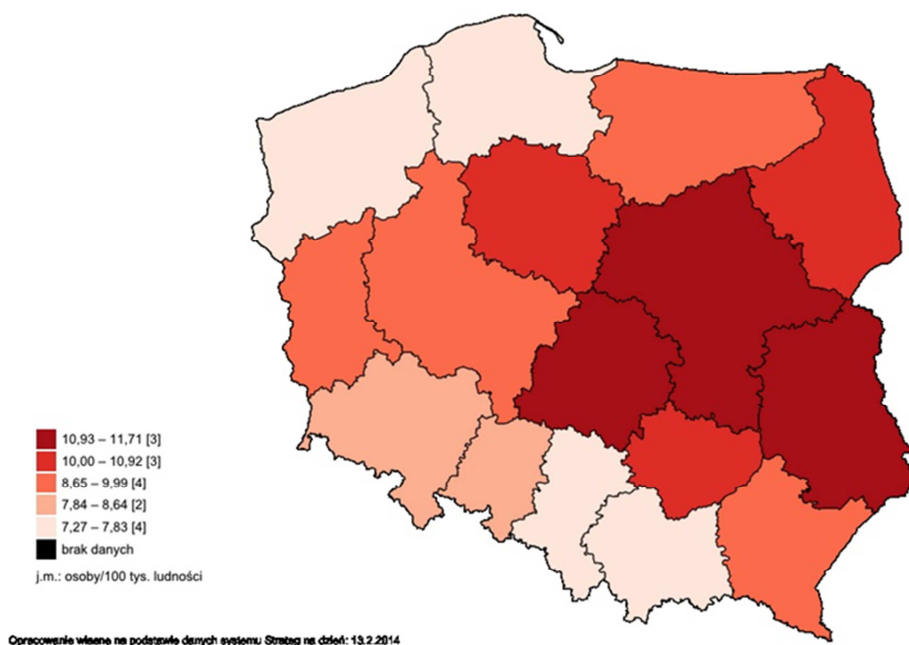 10,93 – 11,71 [3]
10,00 – 10,92 [3]
8,65 – 9,99 [4]
7,84 – 8,64 [2]
7,27 – 7,83 [4]
brak danych
j.m.: osoby/100 tys. ludności
Opracowanie własne na podstawie danych systemu Strateg na dzień: 13.2.2014